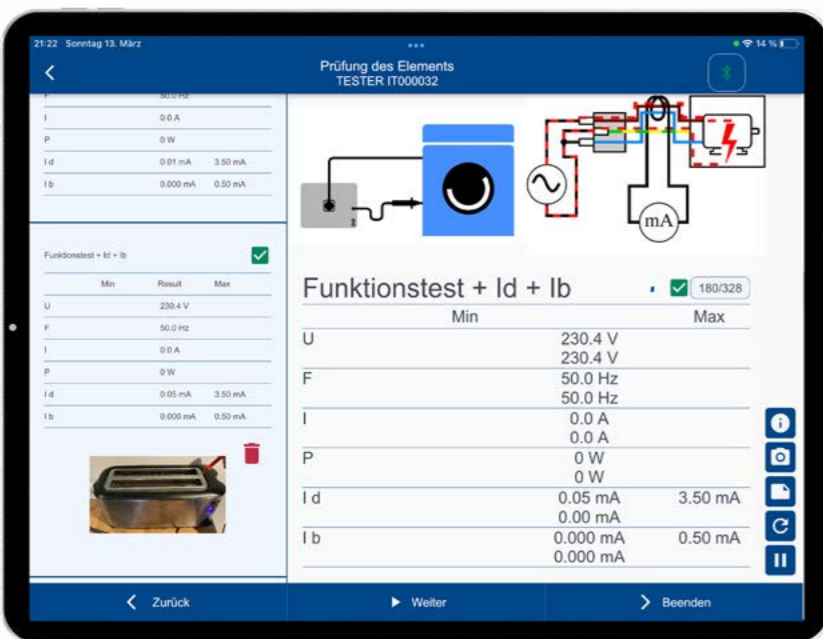 21:22 Sonntag 13. März
14 %
Prüfung des Elements
TESTER IT000032
F 50.0 Hz
I 0.0 A
P 0 W
I d 0.01 mA 3.50 mA
I b 0.000 mA 0.50 mA
Funktionstest + Id + Ib
Min Result Max
U 230.4 V
F 50.0 Hz
I 0.0 A
P 0 W
I d 0.05 mA 3.50 mA
I b 0.000 mA 0.50 mA
mA
Funktionstest + Id + Ib 180/328
Min Max
U 230.4 V
230.4 V
F 50.0 Hz
50.0 Hz
I 0.0 A
0.0 A
P 0 W
0 W
I d 0.05 mA 3.50 mA
0.00 mA
I b 0.000 mA 0.50 mA
0.000 mA
Zurück
Weiter
Beenden